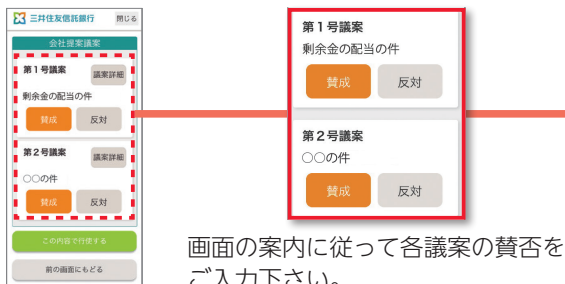 三井住友信託銀行
閉じる
会社提案議案
第1号議案
議案詳細
剰余金の配当の件
賛成
反対
第2号議案
議案詳細
○○の件
賛成
反対
この内容で行使する
前の画面にもどる
第1号議案
剰余金の配当の件
賛成
反対
第2号議案
○○の件
賛成
反対
画面の案内に従って各議案の賛否を
ご入力下さい。